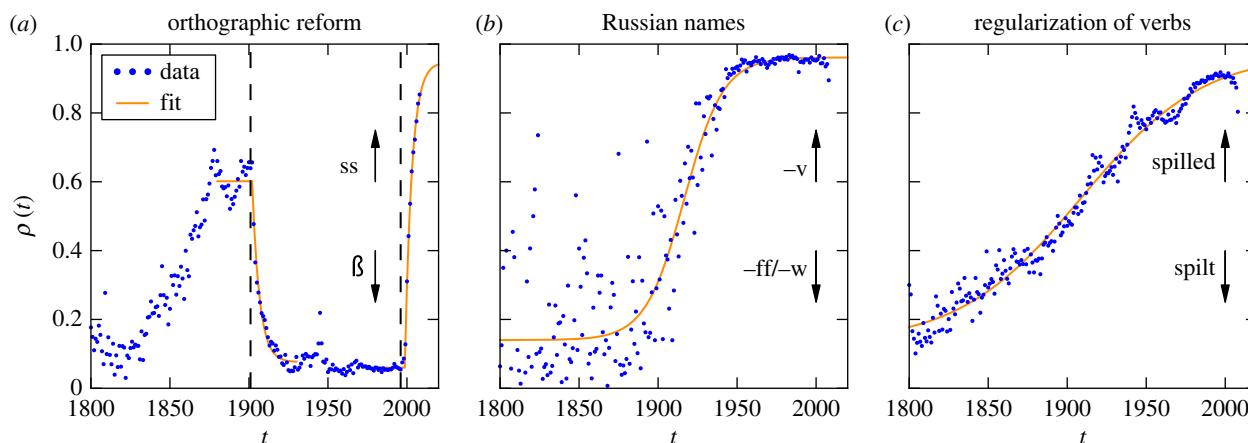 (a) orthographic reform
1.0
0.8
0.6
0.4
0.2
0
ρ(t)
data
fit
ss
ß
1800 1850 1900 1950 2000
t
(b) Russian names
–v
–ff/–w
1800 1850 1900 1950 2000
t
(c) regularization of verbs
spilled
spilt
1800 1850 1900 1950 2000
t